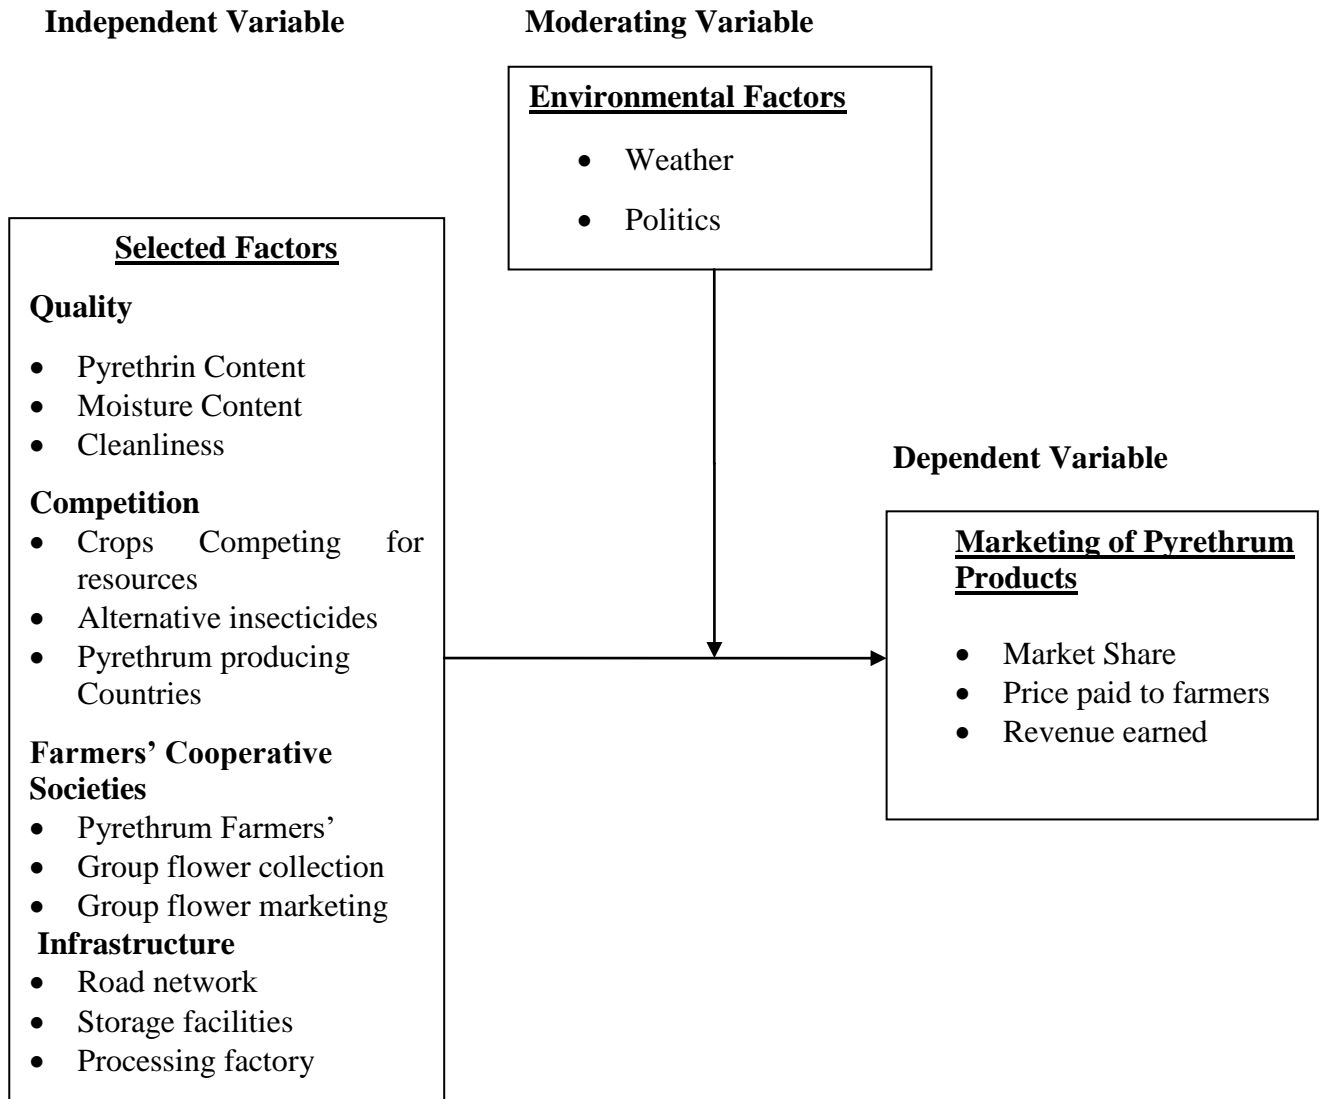 Independent Variable
Moderating Variable
Environmental Factors
• Weather
• Politics
Selected Factors
Quality
• Pyrethrin Content
• Moisture Content
• Cleanliness
Competition
• Crops Competing for
resources
• Alternative insecticides
• Pyrethrum producing
Countries
Farmers’ Cooperative
Societies
• Pyrethrum Farmers’
• Group flower collection
• Group flower marketing
Infrastructure
• Road network
• Storage facilities
• Processing factory
Dependent Variable
Marketing of Pyrethrum
Products
• Market Share
• Price paid to farmers
• Revenue earned